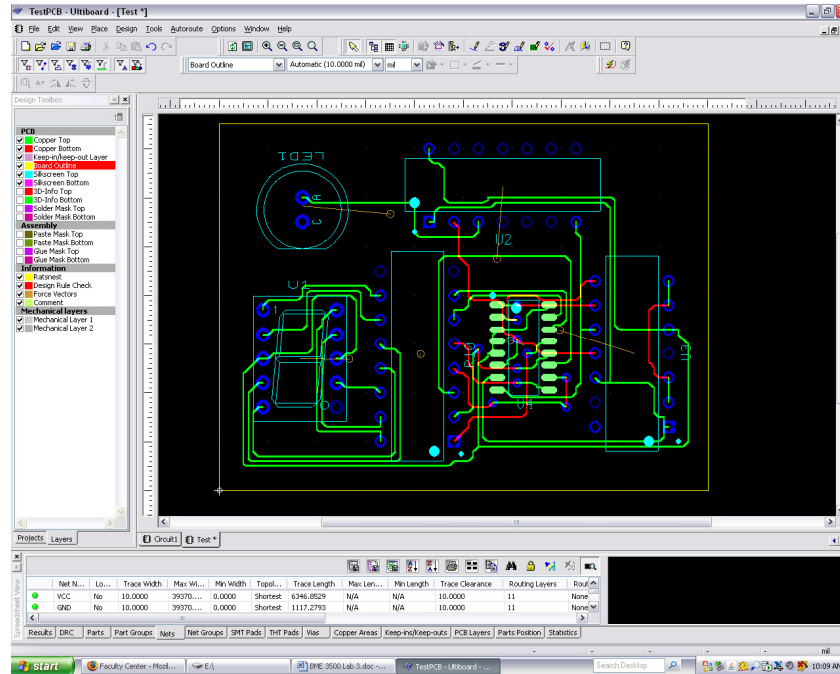 TestPCB - Ultiboard - [Test *]
File Edit View Place Design Tools Autoroute Options Window Help
Board Outline Automatic (10.0000 mil) mil
Design Toolbox
PCB
Copper Top
Copper Bottom
Keep-in/keep-out Layer
Board Outline
Silkscreen Top
Silkscreen Bottom
3D-Info Top
3D-Info Bottom
Solder Mask Top
Solder Mask Bottom
Assembly
Paste Mask Top
Paste Mask Bottom
Glue Mask Top
Glue Mask Bottom
Information
Ratsnest
Design Rule Check
Force Vectors
Comment
Mechanical layers
Mechanical Layer 1
Mechanical Layer 2
LED1
A
C
U2
U1
1
U3
U4
Projects Layers
Circuit1 Test *
Spreadsheet View
Net N... Lo... Trace Width Max Wi... Min Width Topol... Trace Length Max Len... Min Length Trace Clearance Routing Layers Rout
VCC No 10.0000 39370.... 0.0000 Shortest 6346.8529 N/A N/A 10.0000 11 None
GND No 10.0000 39370.... 0.0000 Shortest 1117.2793 N/A N/A 10.0000 11 None
Results DRC Parts Part Groups Nets Net Groups SMT Pads THT Pads Vias Copper Areas Keep-ins/Keep-outs PCB Layers Parts Position Statistics
- - - mil
start Faculty Center - Mozil... E:\ BME 3500 Lab 3.doc -... TestPCB - Ultiboard - ... Search Desktop 10:09 AM